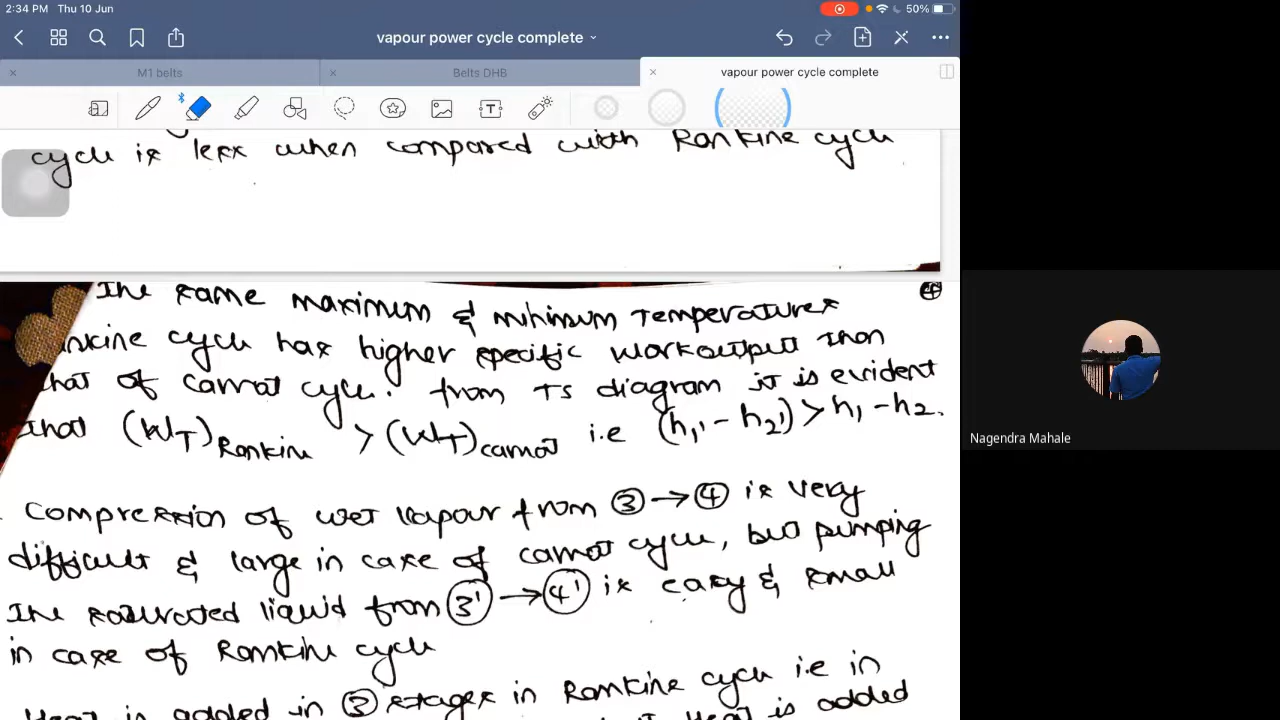 2:34 PM Thu 10 Jun
50%
vapour power cycle complete
M1 belts
Belts DHB
vapour power cycle complete
cycle is less when compared with Rankine cycle
The same maximum & minimum Temperatures
4
nkine cycle has higher specific workoutput than
that of carnot cycle. from TS diagram it is evident
that (WT)Rankine > (WT)carnot i.e (h1' - h2') > h1 - h2.
compression of wet vapour from 3 → 4 is very
difficult & large in case of carnot cycle, but pumping
The saturated liquid from 3' → 4' is easy & small
in case of Rankine cycle
Heat is added in 3 stages in Rankine cycle i.e in
Heat is added
Nagendra Mahale